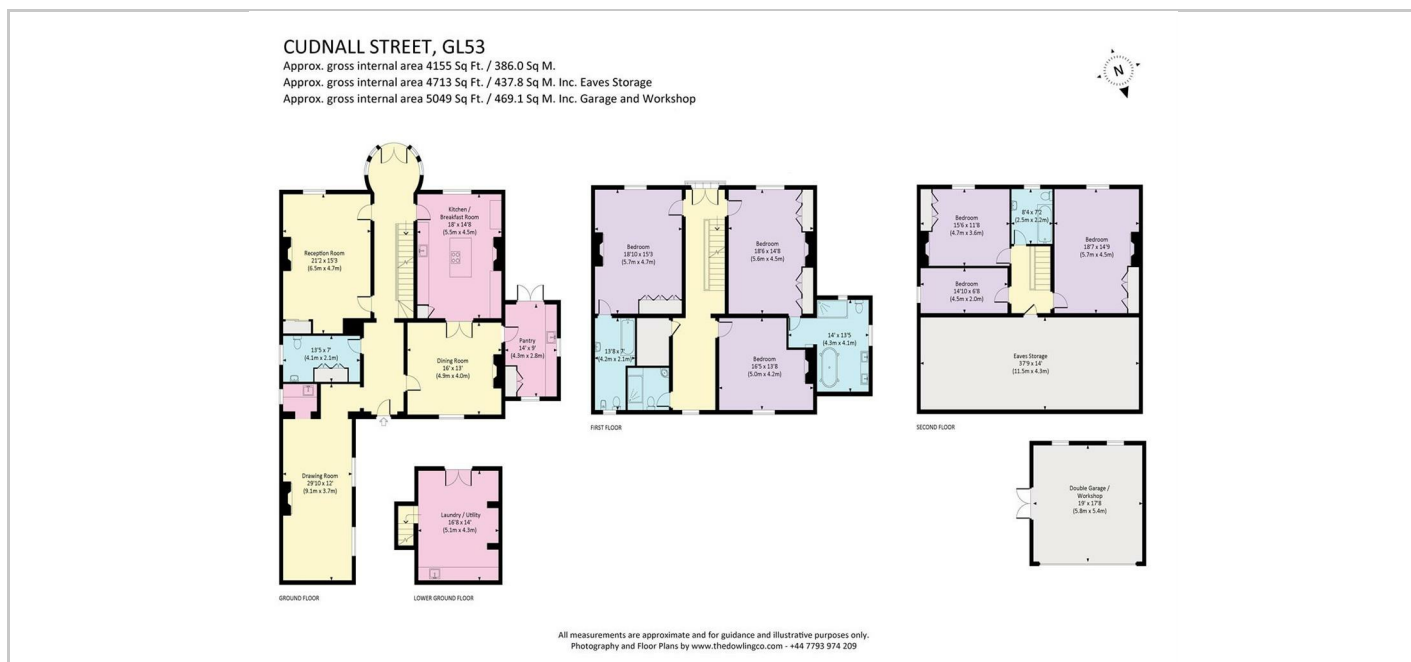 CUDNALL STREET, GL53
Approx. gross internal area 4155 Sq Ft. / 386.0 Sq M.
Approx. gross internal area 4713 Sq Ft. / 437.8 Sq M. Inc. Eaves Storage
Approx. gross internal area 5049 Sq Ft. / 469.1 Sq M. Inc. Garage and Workshop
N
Reception Room
21'2 x 15'3
(6.5m x 4.7m)
Kitchen /
Breakfast Room
18' x 14'8
(5.5m x 4.5m)
13'5 x 7'
(4.1m x 2.1m)
Dining Room
16' x 13'
(4.9m x 4.0m)
Pantry
14' x 9'
(4.3m x 2.8m)
Drawing Room
29'10 x 12'
(9.1m x 3.7m)
GROUND FLOOR
Laundry / Utility
16'8 x 14'
(5.1m x 4.3m)
LOWER GROUND FLOOR
Bedroom
18'10 x 15'3
(5.7m x 4.7m)
Bedroom
18'6 x 14'8
(5.6m x 4.5m)
13'8 x 7'
(4.2m x 2.1m)
Bedroom
16'5 x 13'8
(5.0m x 4.2m)
14' x 13'5
(4.3m x 4.1m)
FIRST FLOOR
Bedroom
15'6 x 11'8
(4.7m x 3.6m)
8'4 x 7'2
(2.5m x 2.2m)
Bedroom
18'7 x 14'9
(5.7m x 4.5m)
Bedroom
14'10 x 6'8
(4.5m x 2.0m)
Eaves Storage
37'9 x 14'
(11.5m x 4.3m)
SECOND FLOOR
Double Garage /
Workshop
19' x 17'8
(5.8m x 5.4m)
All measurements are approximate and for guidance and illustrative purposes only.
Photography and Floor Plans by www.thedowlingco.com - +44 7793 974 209